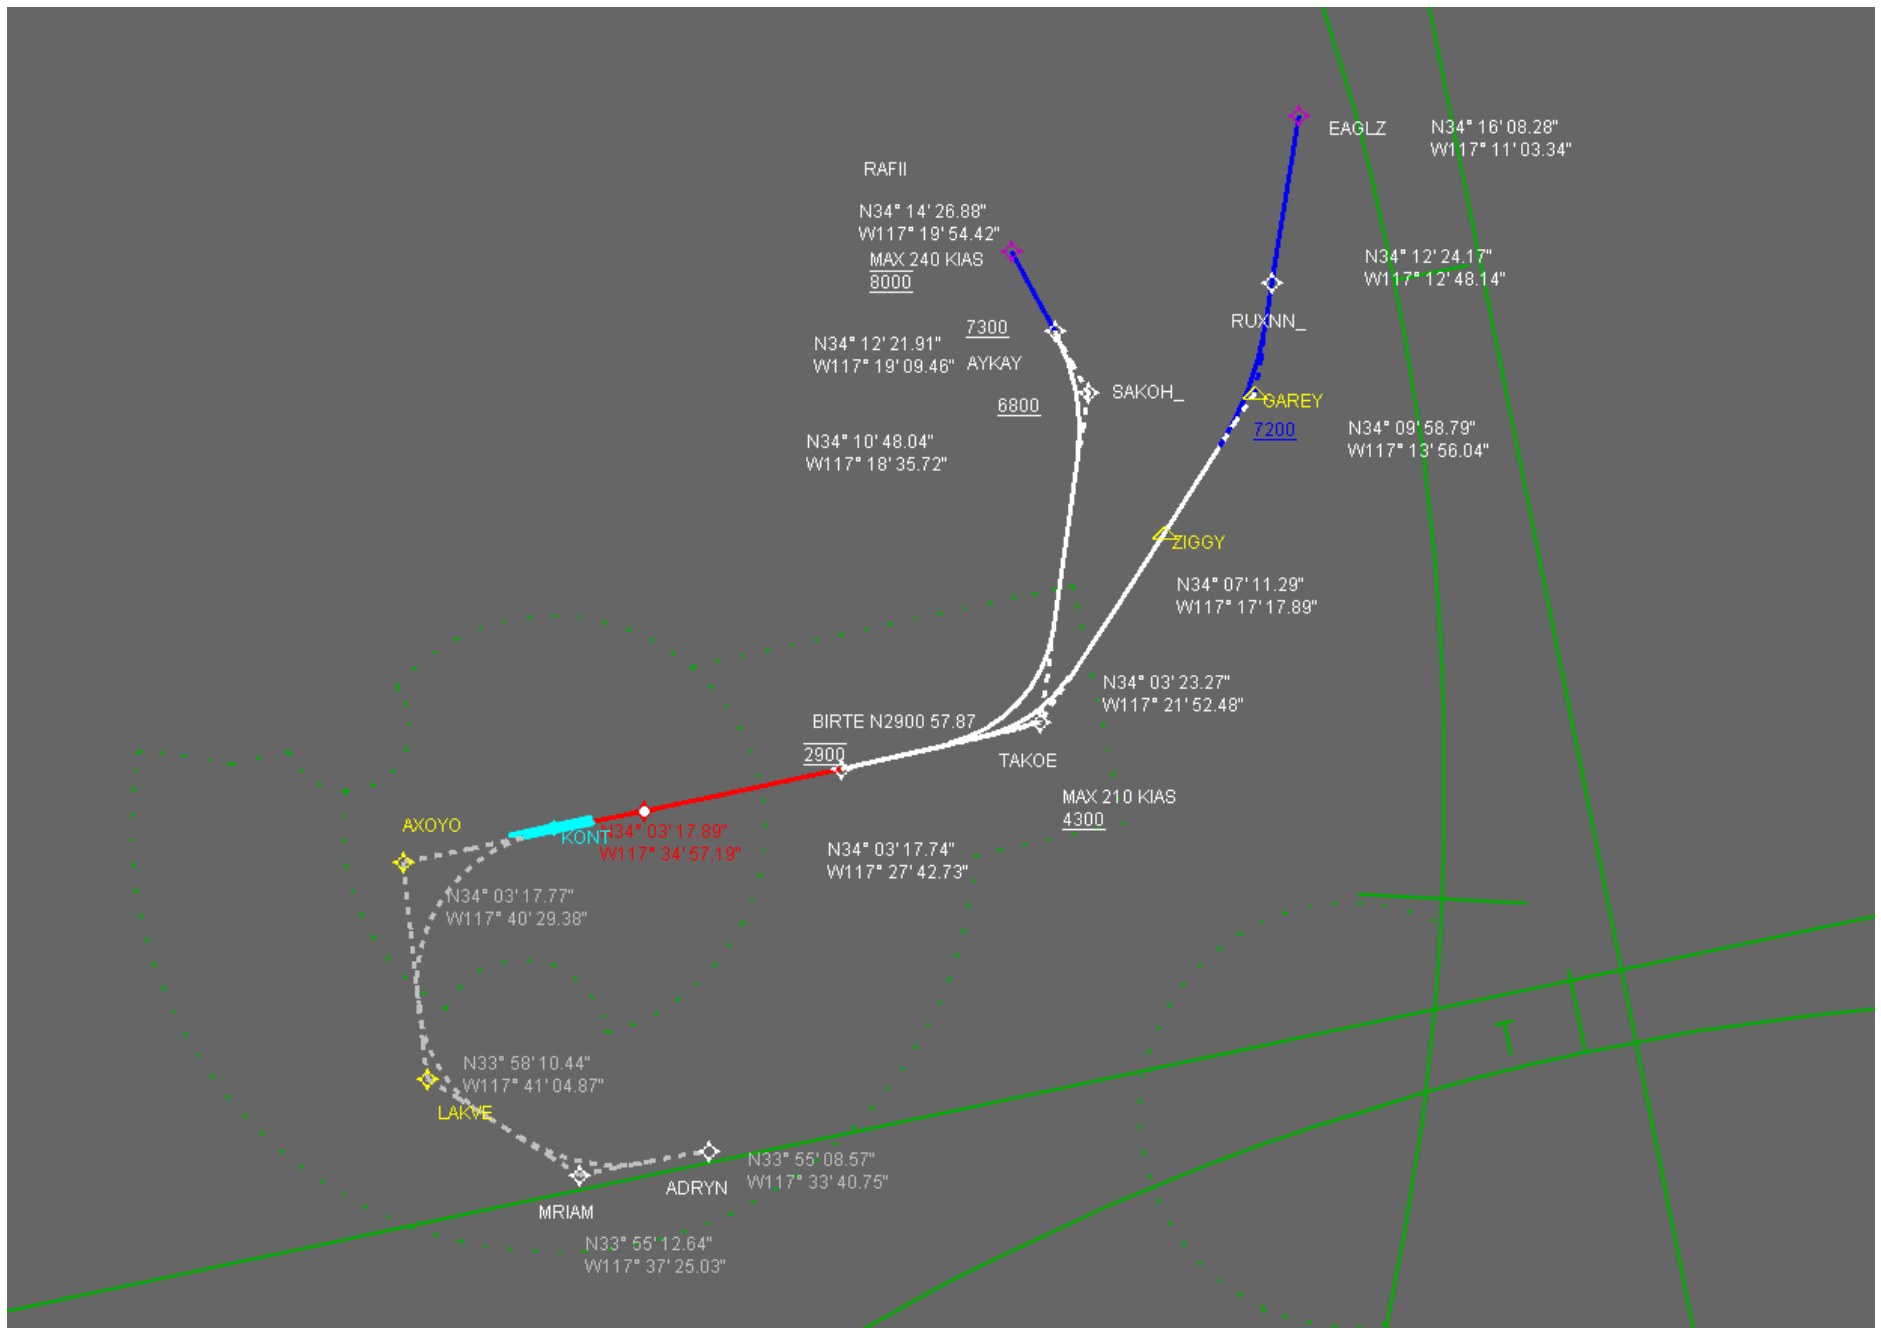 EAGLZ
N34° 16' 08.28"
W117° 11' 03.34"
RAFII
N34° 14' 26.88"
W117° 19' 54.42"
MAX 240 KIAS
8000
N34° 12' 24.17"
W117° 12' 48.14"
RUXNN_
7300
N34° 12' 21.91"
W117° 19' 09.46"
AYKAY
SAKOH_
6800
GAREY
7200
N34° 09' 58.79"
W117° 13' 56.04"
N34° 10' 48.04"
W117° 18' 35.72"
ZIGGY
N34° 07' 11.29"
W117° 17' 17.89"
N34° 03' 23.27"
W117° 21' 52.48"
BIRTE N2900 57.87
2900
TAKOE
MAX 210 KIAS
4300
AXOYO
KONT
N34° 03' 17.89"
W117° 34' 57.19"
N34° 03' 17.74"
W117° 27' 42.73"
N34° 03' 17.77"
W117° 40' 29.38"
N33° 58' 10.44"
W117° 41' 04.87"
LAKVE
N33° 55' 08.57"
W117° 33' 40.75"
ADRYN
MRIAM
N33° 55' 12.64"
W117° 37' 25.03"